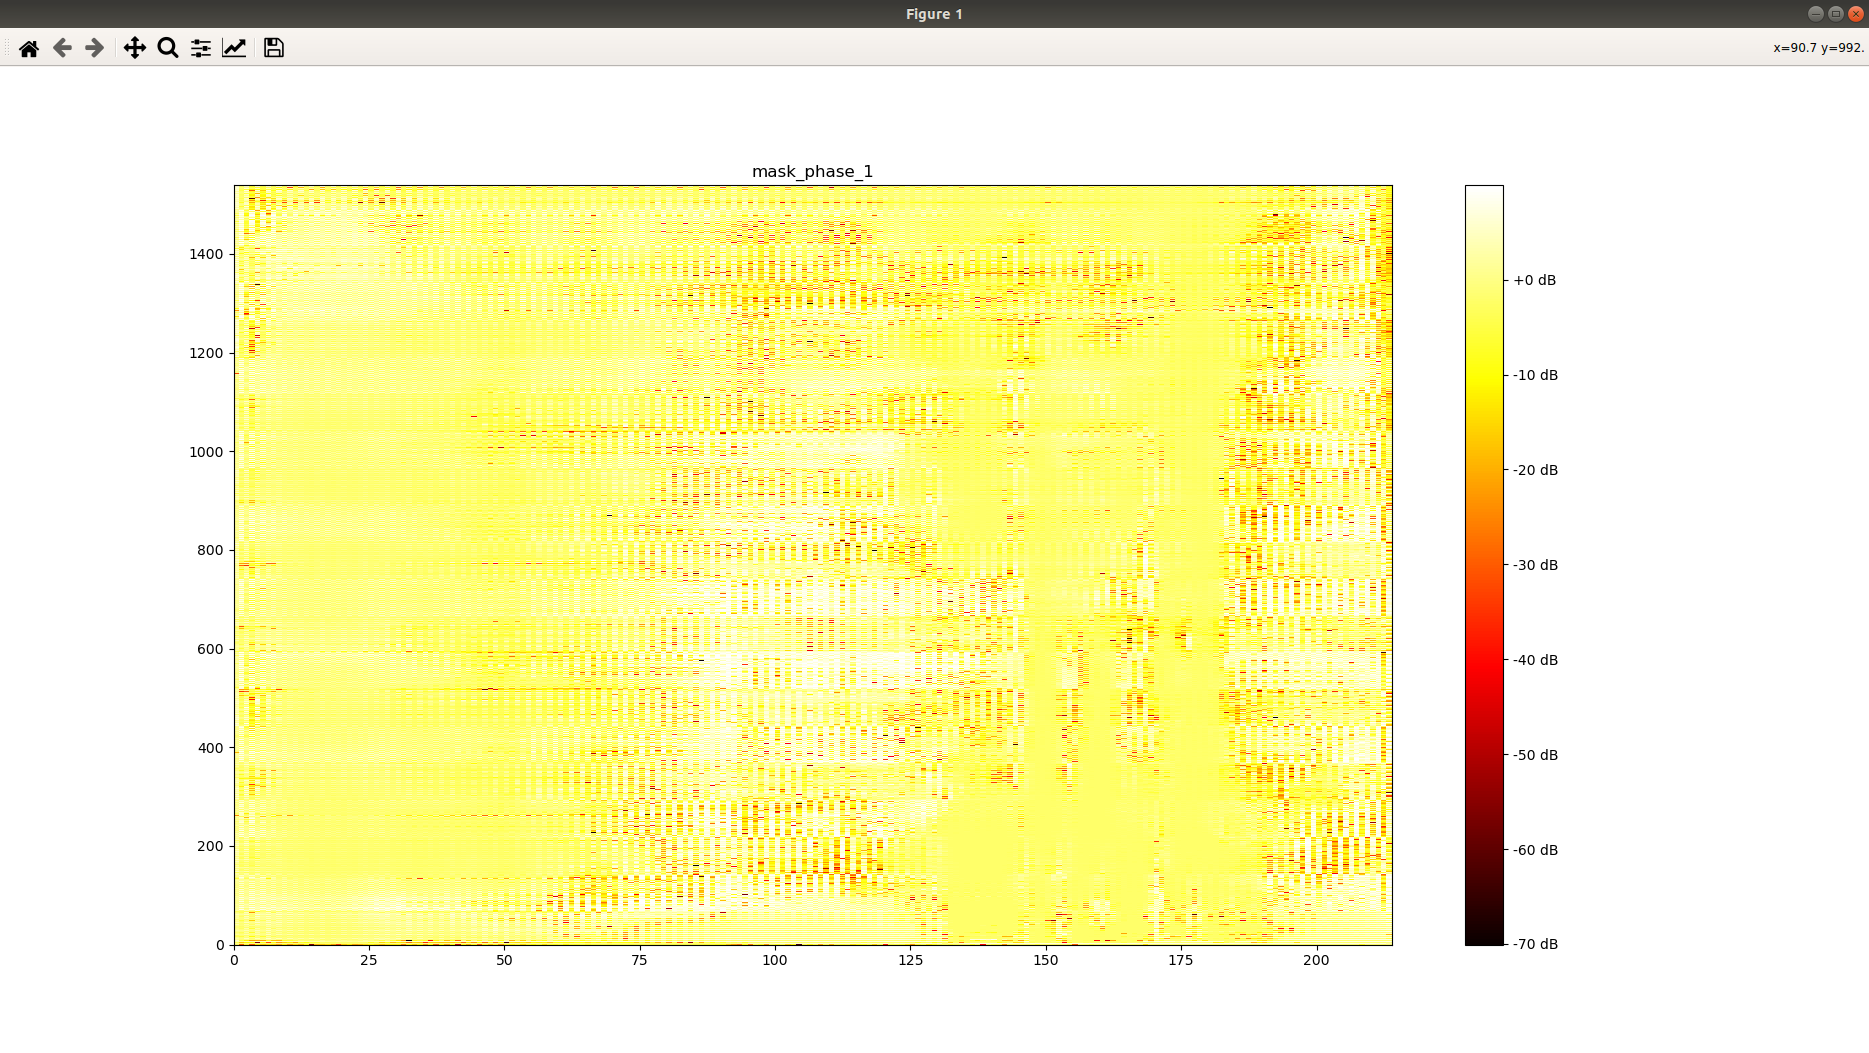 Figure 1
x=90.7 y=992.
mask_phase_1
1400
1200
1000
800
600
400
200
0
0 25 50 75 100 125 150 175 200
+0 dB
-10 dB
-20 dB
-30 dB
-40 dB
-50 dB
-60 dB
-70 dB